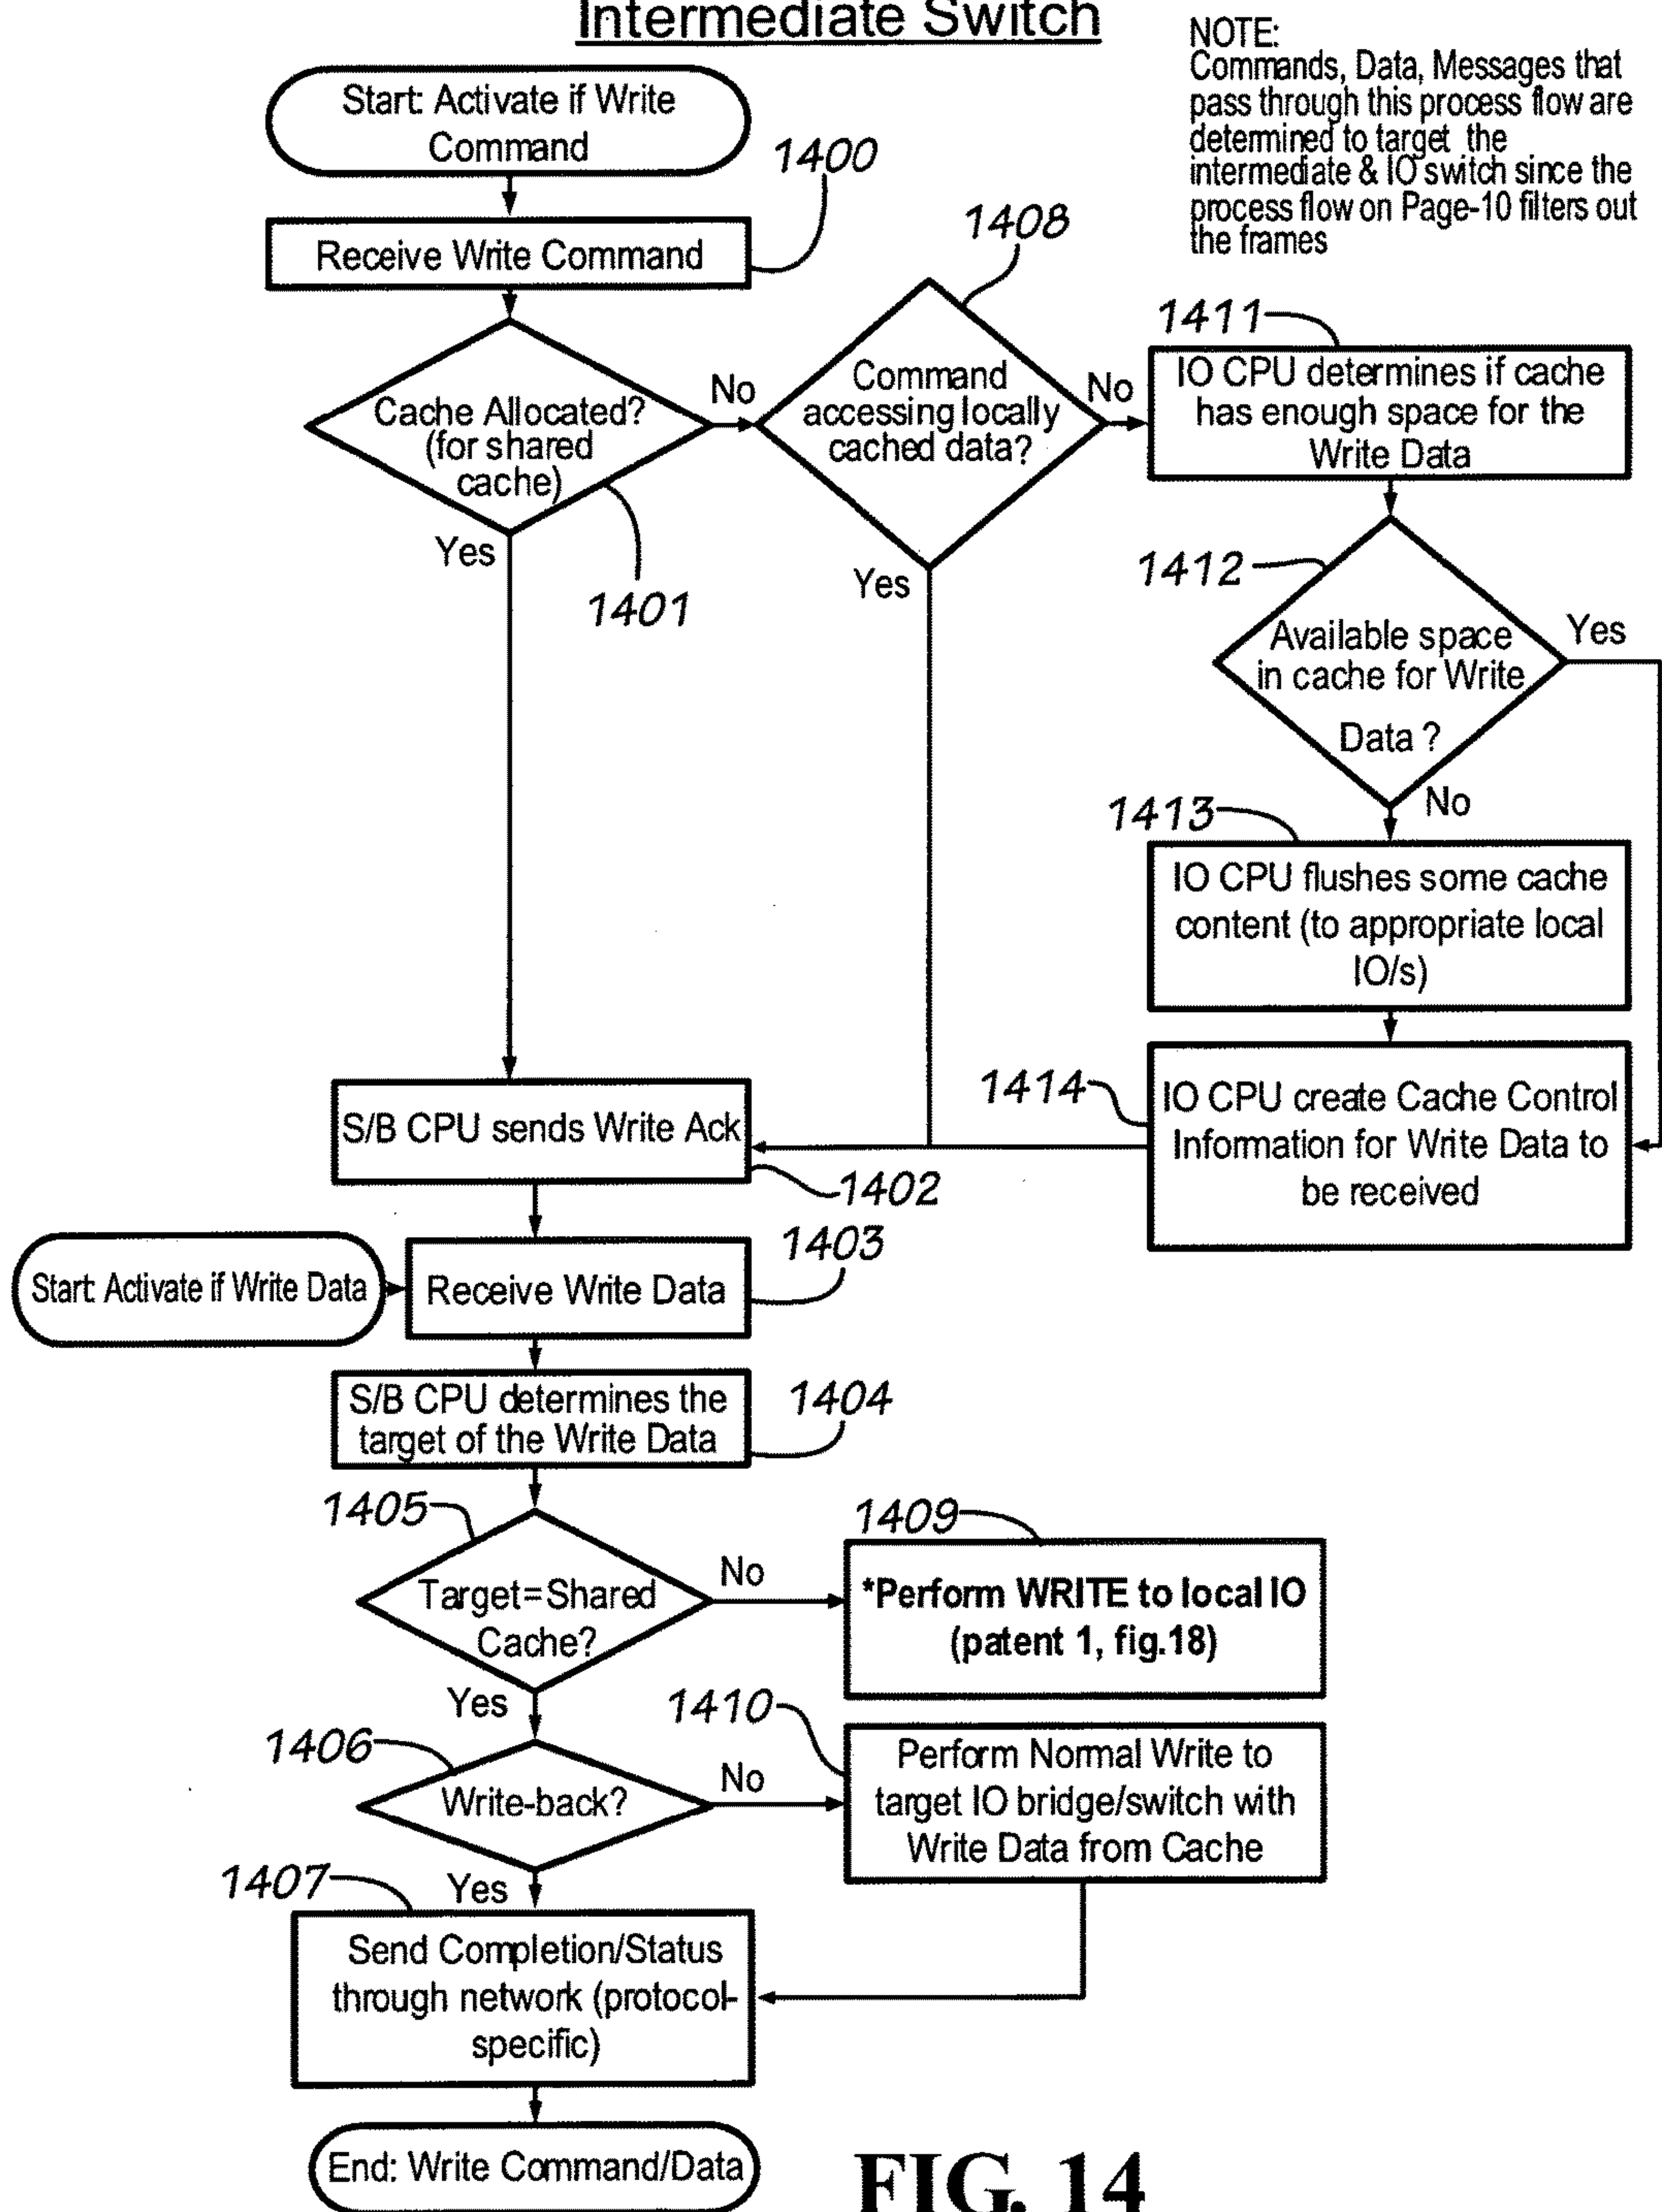 Intermediate Switch
NOTE:
Commands, Data, Messages that
pass through this process flow are
determined to target the
intermediate & IO switch since the
process flow on Page-10 filters out
the frames
Start: Activate if Write
Command
1400
Receive Write Command
1408
1411
Cache Allocated?
(for shared
cache)
No
Yes
1401
Command
accessing locally
cached data?
No
Yes
IO CPU determines if cache
has enough space for the
Write Data
1412
Available space
in cache for Write
Data ?
Yes
No
1413
IO CPU flushes some cache
content (to appropriate local
IO/s)
1414
IO CPU create Cache Control
Information for Write Data to
be received
S/B CPU sends Write Ack
1402
1403
Start: Activate if Write Data
Receive Write Data
S/B CPU determines the
target of the Write Data
1404
1405
Target=Shared
Cache?
No
Yes
1409
*Perform WRITE to local IO
(patent 1, fig.18)
1406
Write-back?
No
Yes
1410
Perform Normal Write to
target IO bridge/switch with
Write Data from Cache
1407
Send Completion/Status
through network (protocol-
specific)
End: Write Command/Data
FIG. 14